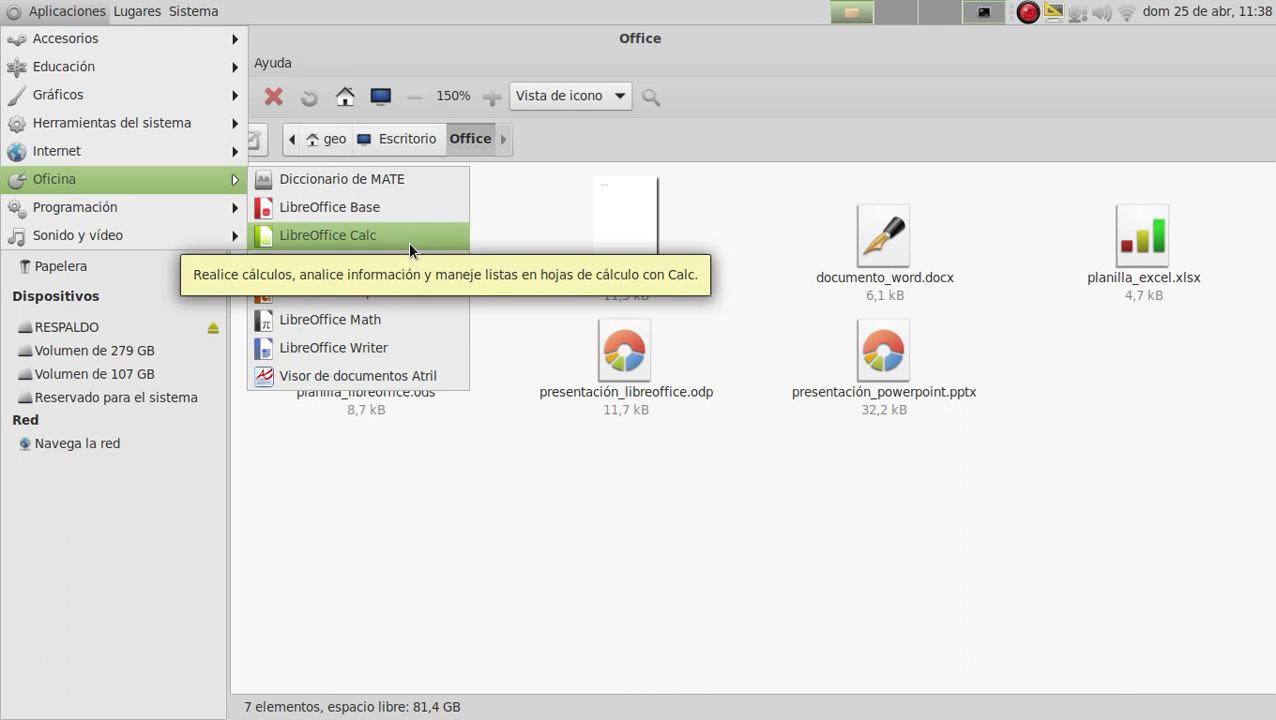 Aplicaciones Lugares Sistema
dom 25 de abr, 11:38
Accesorios
Educación
Gráficos
Herramientas del sistema
Internet
Oficina
Programación
Sonido y vídeo
Office
Ayuda
150%
Vista de icono
geo
Escritorio
Office
Diccionario de MATE
LibreOffice Base
LibreOffice Calc
Realice cálculos, analice información y maneje listas en hojas de cálculo con Calc.
LibreOffice Math
LibreOffice Writer
Visor de documentos Atril
Papelera
Dispositivos
RESPALDO
Volumen de 279 GB
Volumen de 107 GB
Reservado para el sistema
Red
Navega la red
documento_word.docx
6,1 kB
planilla_excel.xlsx
4,7 kB
planilla_libreoffice.ods
8,7 kB
presentación_libreoffice.odp
11,7 kB
presentación_powerpoint.pptx
32,2 kB
7 elementos, espacio libre: 81,4 GB